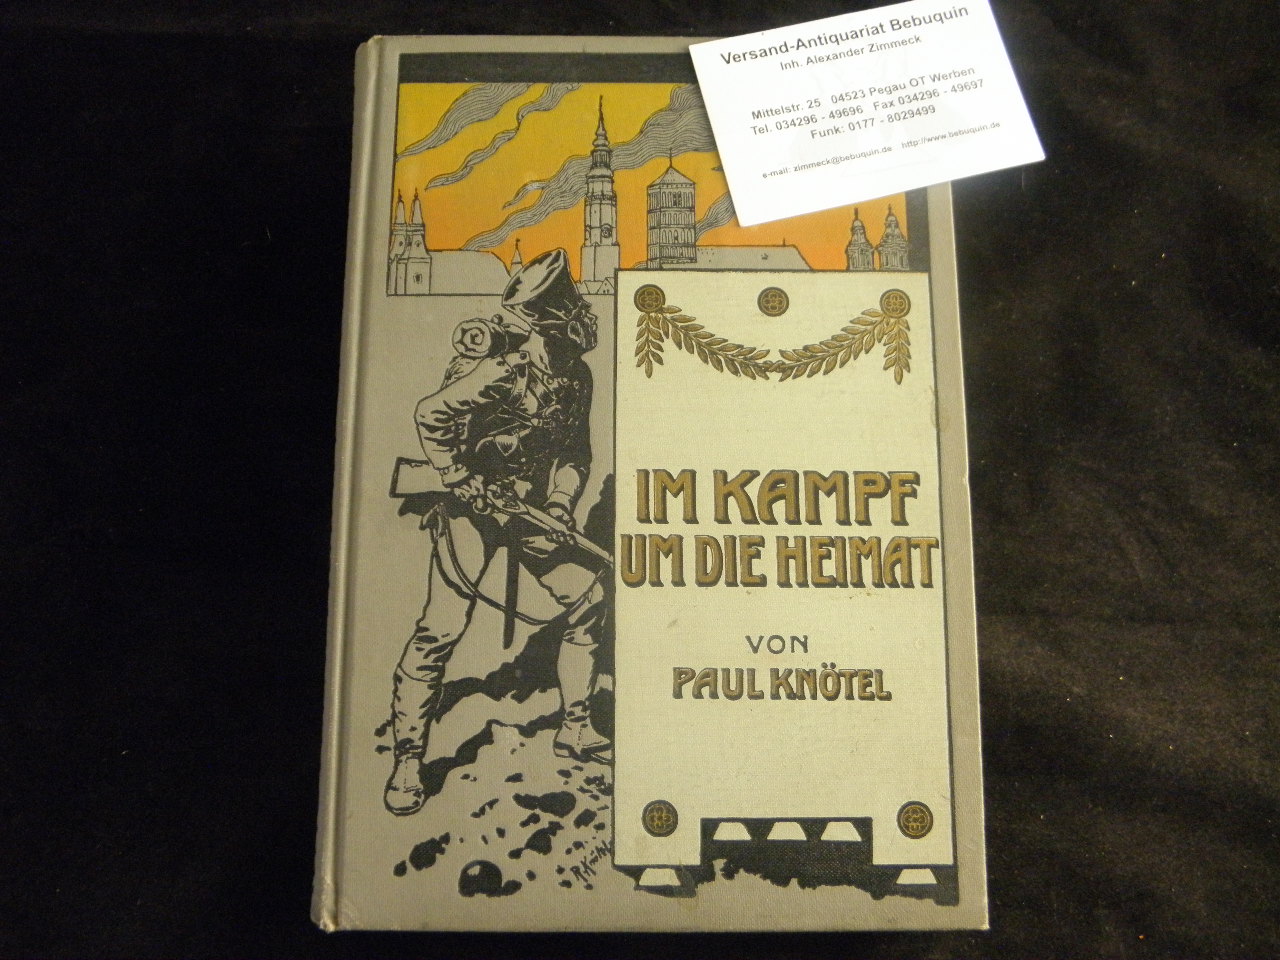 Versand-Antiquariat Bebuquin
Inh. Alexander Zimmeck
Mittelstr. 25 04523 Pegau OT Werben
Tel. 034296 - 49696 Fax 034296 - 49697
Funk: 0177 - 8029499
e-mail: zimmeck@bebuquin.de http://www.bebuquin.de
IM KAMPF
UM DIE HEIMAT
VON
PAUL KNÖTEL
R. Knötel